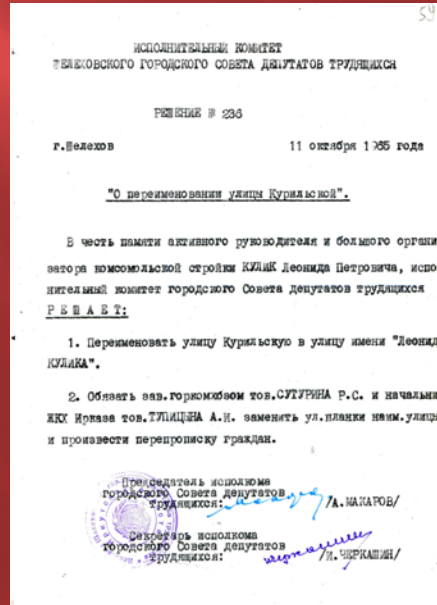 59
ИСПОЛНИТЕЛЬНЫЙ КОМИТЕТ
ШЕЛЕХОВСКОГО ГОРОДСКОГО СОВЕТА ДЕПУТАТОВ ТРУДЯЩИХСЯ
РЕШЕНИЕ № 236
г.Шелехов 11 октября 1965 года
"О переименовании улицы Курильской".
В честь памяти активного руководителя и большого органи
затора комсомольской стройки КУЛИК Леонида Петровича, испо
нительный комитет городского Совета депутатов трудящихся
Р Е Ш А Е Т:
1. Переименовать улицу Курильскую в улицу имени "Леонид
КУЛИКА".
2. Обязать зав.горкомхозом тов.СУТУРИНА Р.С. и начальни
ЖКХ Ирказа тов.ТУПИЦЫНА А.И. заменить ул.планки наим.улицы
и произвести перепрописку граждан.
Председатель исполкома
городского Совета депутатов
трудящихся: /А.МАКАРОВ/
Секретарь исполкома
городского Совета депутатов
трудящихся: /И.ЧЕРКАШИН/